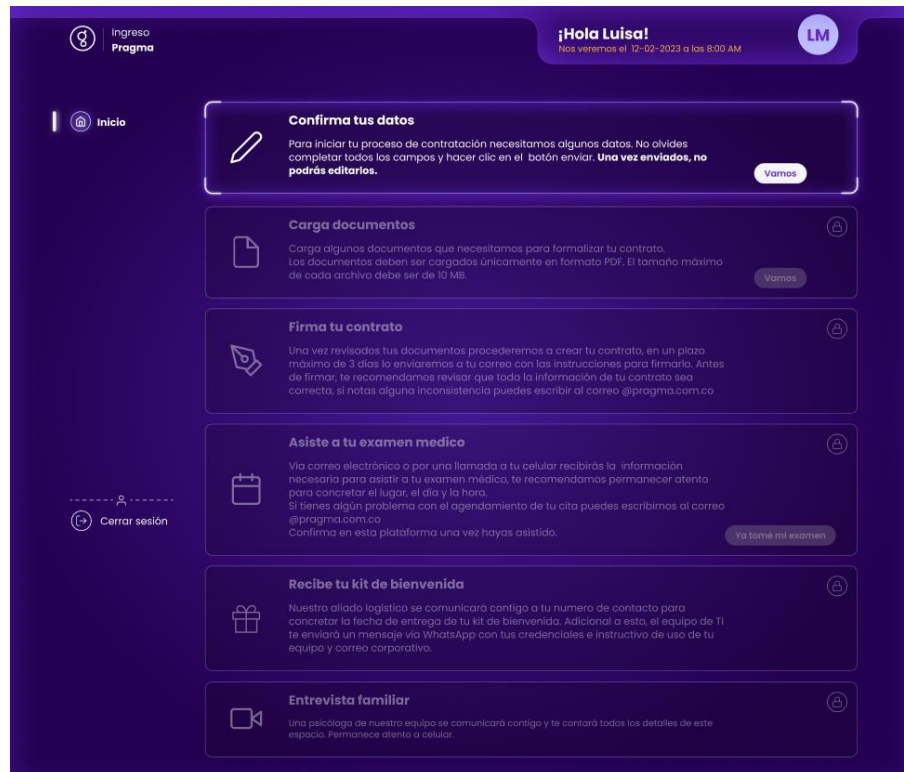 Ingreso
Pragma
¡Hola Luisa!
Nos veremos el 12-02-2023 a las 8:00 AM
LM
Inicio
Confirma tus datos
Para iniciar tu proceso de contratación necesitamos algunos datos. No olvides
completar todos los campos y hacer clic en el botón enviar. Una vez enviados, no
podrás editarlos.
Vamos
Carga documentos
Carga algunos documentos que necesitamos para formalizar tu contrato.
Los documentos deben ser cargados únicamente en formato PDF. El tamaño máximo
de cada archivo debe ser de 10 MB.
Vamos
Firma tu contrato
Una vez revisados tus documentos procederemos a crear tu contrato, en un plazo
máximo de 3 días lo enviaremos a tu correo con las instrucciones para firmarlo. Antes
de firmar, te recomendamos revisar que toda la información de tu contrato sea
correcta, si notas alguna inconsistencia puedes escribir al correo @pragma.com.co
Asiste a tu examen medico
Vía correo electrónico o por una llamada a tu celular recibirás la información
necesaria para asistir a tu examen médico, te recomendamos permanecer atento
para concretar el lugar, el día y la hora.
Si tienes algún problema con el agendamiento de tu cita puedes escribirnos al correo
@pragma.com.co
Confirma en esta plataforma una vez hayas asistido.
Ya tomé mi examen
Cerrar sesión
Recibe tu kit de bienvenida
Nuestro aliado logístico se comunicará contigo a tu numero de contacto para
concretar la fecha de entrega de tu kit de bienvenida. Adicional a esto, el equipo de TI
te enviará un mensaje via WhatsApp con tus credenciales e instructivo de uso de tu
equipo y correo corporativo.
Entrevista familiar
Una psicóloga de nuestro equipo se comunicará contigo y te contará todos los detalles de este
espacio. Permanece atento a celular.